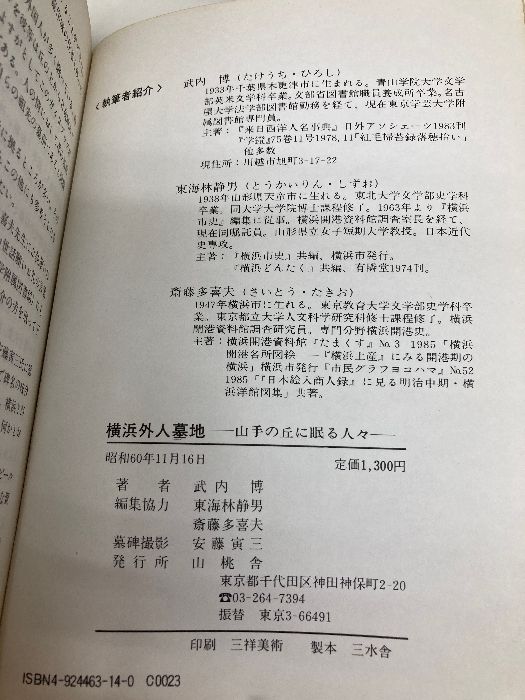 〈執筆者紹介〉
武内 博（たけうち・ひろし）
1933年千葉県木更津市に生まれる。青山学院大学文学
部英米文学科卒業。文部省図書館職員養成所卒業。名古
屋大学法学部図書館勤務を経て、現在東京学芸大学附
属図書館専門員。
主著：『来日西洋人名事典』日外アソシエーツ1983刊
『学鐙』75巻11号1978,11「紅毛掃苔録落穂拾い」
他多数
現住所：川越市旭町3-17-22
東海林静男（とうかいりん・しずお）
1938年山形県天童市に生れる。東北大文学部史学科
卒業。同大学大学院博士課程修了。1963年より『横浜
市史』編集に従事。横浜開港資料館調査室長を経て、
現在同嘱託員。山形県立女子短期大学教授。日本近代
史専攻。
主著：『横浜市史』共編、横浜市発行。
『横浜どんたく』共編、有隣堂1974刊。
斎藤多喜夫（さいとう・たきお）
1947年横浜市に生れる。東京教育大学文学部史学科卒
業。東京都立大学人文科学研究科修士課程修了。横浜
開港資料館調査研究員。専門分野横浜開港史。
主著：横浜開港資料館『たまくす』No.3 1985「横浜
開港名所図絵 —『横浜土産』にみる開港期の
横浜」横浜市発行『市民グラフヨコハマ』No.52
1985「『日本絵入商人録』に見る明治中期・横
浜洋館図集」共著。
横浜外人墓地 ——山手の丘に眠る人々——
昭和60年11月16日 定価1,300円
著者 武内 博
編集協力 東海林静男
斎藤多喜夫
墓碑撮影 安藤寅三
発行所 山桃舎
東京都千代田区神田神保町2-20
☎03-264-7394
振替 東京3-66491
印刷 三祥美術 製本 三水舎
ISBN4-924463-14-0 C0023